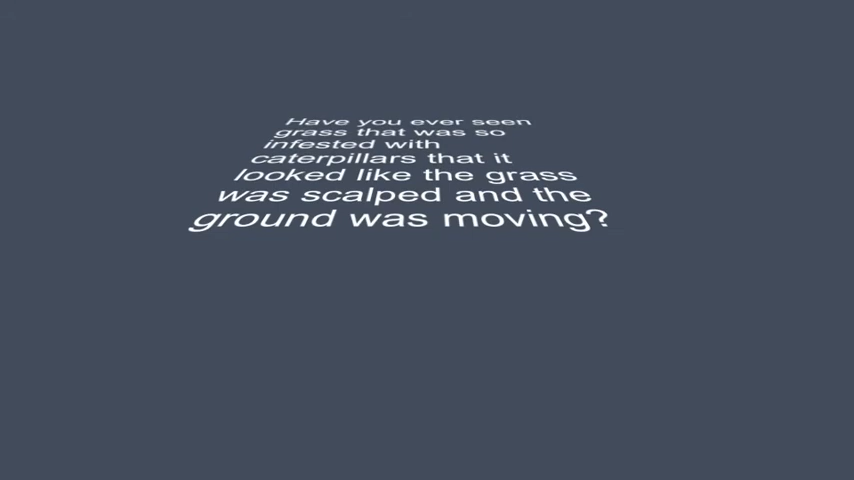 Have you ever seen
grass that was so
infested with
caterpillars that it
looked like the grass
was scalped and the
ground was moving?